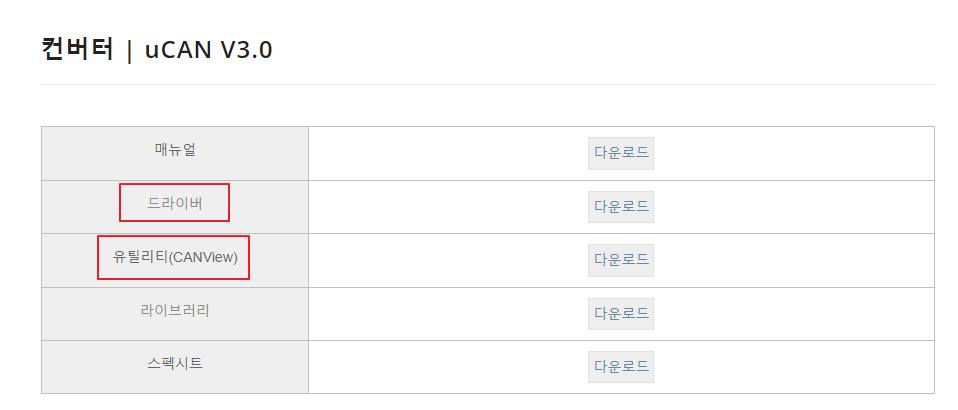 컨버터 | uCAN V3.0
매뉴얼 다운로드
드라이버 다운로드
유틸리티(CANView) 다운로드
라이브러리 다운로드
스펙시트 다운로드